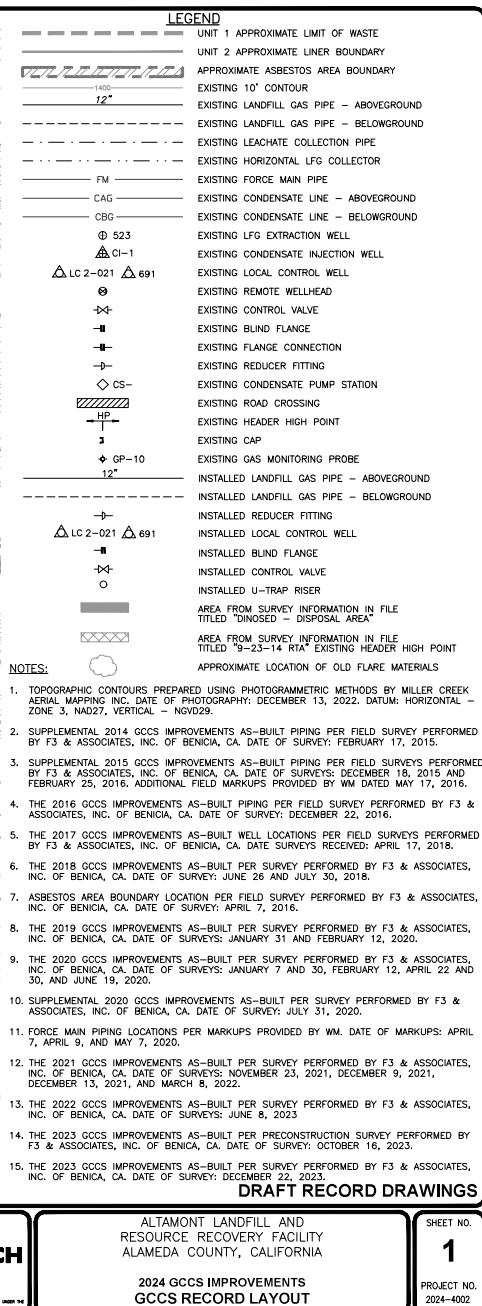 LEGEND
UNIT 1 APPROXIMATE LIMIT OF WASTE
UNIT 2 APPROXIMATE LINER BOUNDARY
APPROXIMATE ASBESTOS AREA BOUNDARY
1400 EXISTING 10' CONTOUR
12" EXISTING LANDFILL GAS PIPE – ABOVEGROUND
EXISTING LANDFILL GAS PIPE – BELOWGROUND
EXISTING LEACHATE COLLECTION PIPE
EXISTING HORIZONTAL LFG COLLECTOR
FM EXISTING FORCE MAIN PIPE
CAG EXISTING CONDENSATE LINE – ABOVEGROUND
CBG EXISTING CONDENSATE LINE – BELOWGROUND
523 EXISTING LFG EXTRACTION WELL
CI-1 EXISTING CONDENSATE INJECTION WELL
LC 2-021 691 EXISTING LOCAL CONTROL WELL
EXISTING REMOTE WELLHEAD
EXISTING CONTROL VALVE
EXISTING BLIND FLANGE
EXISTING FLANGE CONNECTION
EXISTING REDUCER FITTING
CS- EXISTING CONDENSATE PUMP STATION
EXISTING ROAD CROSSING
HP EXISTING HEADER HIGH POINT
EXISTING CAP
GP-10 EXISTING GAS MONITORING PROBE
12" INSTALLED LANDFILL GAS PIPE – ABOVEGROUND
INSTALLED LANDFILL GAS PIPE – BELOWGROUND
INSTALLED REDUCER FITTING
LC 2-021 691 INSTALLED LOCAL CONTROL WELL
INSTALLED BLIND FLANGE
INSTALLED CONTROL VALVE
INSTALLED U-TRAP RISER
AREA FROM SURVEY INFORMATION IN FILE
TITLED "DINOSED – DISPOSAL AREA"
AREA FROM SURVEY INFORMATION IN FILE
TITLED "9-23-14 RTA" EXISTING HEADER HIGH POINT
APPROXIMATE LOCATION OF OLD FLARE MATERIALS
NOTES:
1. TOPOGRAPHIC CONTOURS PREPARED USING PHOTOGRAMMETRIC METHODS BY MILLER CREEK
AERIAL MAPPING INC. DATE OF PHOTOGRAPHY: DECEMBER 13, 2022. DATUM: HORIZONTAL –
ZONE 3, NAD27, VERTICAL – NGVD29.
2. SUPPLEMENTAL 2014 GCCS IMPROVEMENTS AS-BUILT PIPING PER FIELD SURVEY PERFORMED
BY F3 & ASSOCIATES, INC. OF BENICIA, CA. DATE OF SURVEY: FEBRUARY 17, 2015.
3. SUPPLEMENTAL 2015 GCCS IMPROVEMENTS AS-BUILT PIPING PER FIELD SURVEYS PERFORMED
BY F3 & ASSOCIATES, INC. OF BENICA, CA. DATE OF SURVEYS: DECEMBER 18, 2015 AND
FEBRUARY 25, 2016. ADDITIONAL FIELD MARKUPS PROVIDED BY WM DATED MAY 17, 2016.
4. THE 2016 GCCS IMPROVEMENTS AS-BUILT PIPING PER FIELD SURVEY PERFORMED BY F3 &
ASSOCIATES, INC. OF BENICIA, CA. DATE OF SURVEY: DECEMBER 22, 2016.
5. THE 2017 GCCS IMPROVEMENTS AS-BUILT WELL LOCATIONS PER FIELD SURVEYS PERFORMED
BY F3 & ASSOCIATES, INC. OF BENICIA, CA. DATE SURVEYS RECEIVED: APRIL 17, 2018.
6. THE 2018 GCCS IMPROVEMENTS AS-BUILT PER SURVEY PERFORMED BY F3 & ASSOCIATES,
INC. OF BENICIA, CA. DATE OF SURVEY: JUNE 26 AND JULY 30, 2018.
7. ASBESTOS AREA BOUNDARY LOCATION PER FIELD SURVEY PERFORMED BY F3 & ASSOCIATES,
INC. OF BENICIA, CA. DATE OF SURVEY: APRIL 7, 2016.
8. THE 2019 GCCS IMPROVEMENTS AS-BUILT PER SURVEY PERFORMED BY F3 & ASSOCIATES,
INC. OF BENICA, CA. DATE OF SURVEYS: JANUARY 31 AND FEBRUARY 12, 2020.
9. THE 2020 GCCS IMPROVEMENTS AS-BUILT PER SURVEY PERFORMED BY F3 & ASSOCIATES,
INC. OF BENICA, CA. DATE OF SURVEYS: JANUARY 7 AND 30, FEBRUARY 12, APRIL 22 AND
30, AND JUNE 19, 2020.
10. SUPPLEMENTAL 2020 GCCS IMPROVEMENTS AS-BUILT PER SURVEY PERFORMED BY F3 &
ASSOCIATES, INC. OF BENICA, CA. DATE OF SURVEY: JULY 31, 2020.
11. FORCE MAIN PIPING LOCATIONS PER MARKUPS PROVIDED BY WM. DATE OF MARKUPS: APRIL
7, APRIL 9, AND MAY 7, 2020.
12. THE 2021 GCCS IMPROVEMENTS AS-BUILT PER SURVEY PERFORMED BY F3 & ASSOCIATES,
INC. OF BENICA, CA. DATE OF SURVEYS: NOVEMBER 23, 2021, DECEMBER 9, 2021,
DECEMBER 13, 2021, AND MARCH 8, 2022.
13. THE 2022 GCCS IMPROVEMENTS AS-BUILT PER SURVEY PERFORMED BY F3 & ASSOCIATES,
INC. OF BENICA, CA. DATE OF SURVEYS: JUNE 8, 2023
14. THE 2023 GCCS IMPROVEMENTS AS-BUILT PER PRECONSTRUCTION SURVEY PERFORMED BY
F3 & ASSOCIATES, INC. OF BENICA, CA. DATE OF SURVEY: OCTOBER 16, 2023.
15. THE 2023 GCCS IMPROVEMENTS AS-BUILT PER SURVEY PERFORMED BY F3 & ASSOCIATES,
INC. OF BENICA, CA. DATE OF SURVEY: DECEMBER 22, 2023.
DRAFT RECORD DRAWINGS
CH
UNDER THE
ALTAMONT LANDFILL AND
RESOURCE RECOVERY FACILITY
ALAMEDA COUNTY, CALIFORNIA
2024 GCCS IMPROVEMENTS
GCCS RECORD LAYOUT
SHEET NO.
1
PROJECT NO.
2024-4002